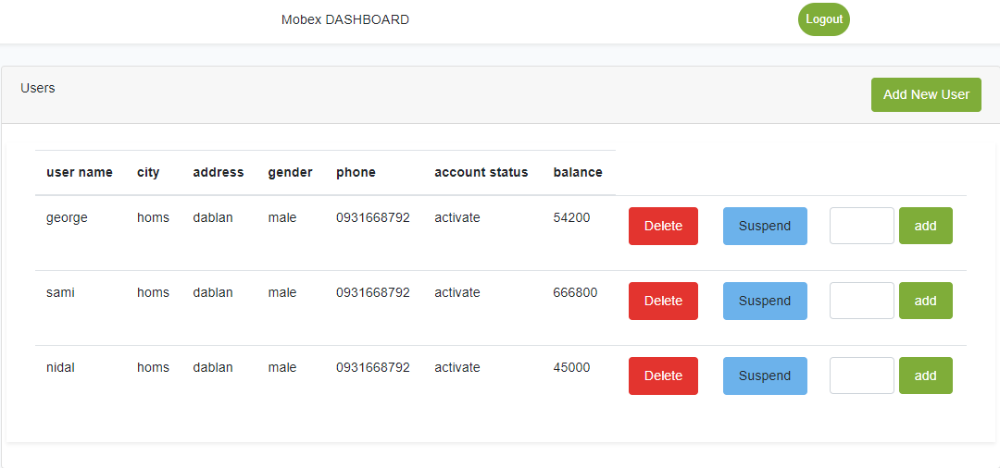 Mobex DASHBOARD Logout
Users Add New User
user name city address gender phone account status balance
george homs dablan male 0931668792 activate 54200 Delete Suspend add
sami homs dablan male 0931668792 activate 666800 Delete Suspend add
nidal homs dablan male 0931668792 activate 45000 Delete Suspend add